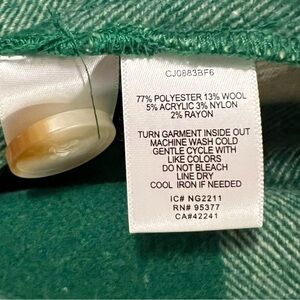 CJ0883BF6
77% POLYESTER 13% WOOL
5% ACRYLIC 3% NYLON
2% RAYON
TURN GARMENT INSIDE OUT
MACHINE WASH COLD
GENTLE CYCLE WITH
LIKE COLORS
DO NOT BLEACH
LINE DRY
COOL IRON IF NEEDED
IC# NG2211
RN# 95377
CA#42241